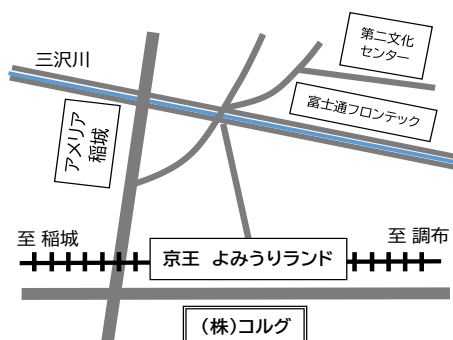 第二文化
センター
三沢川
富士通フロンテック
アメリア
稲城
至 稲城
至 調布
京王 よみうりランド
(株)コルグ